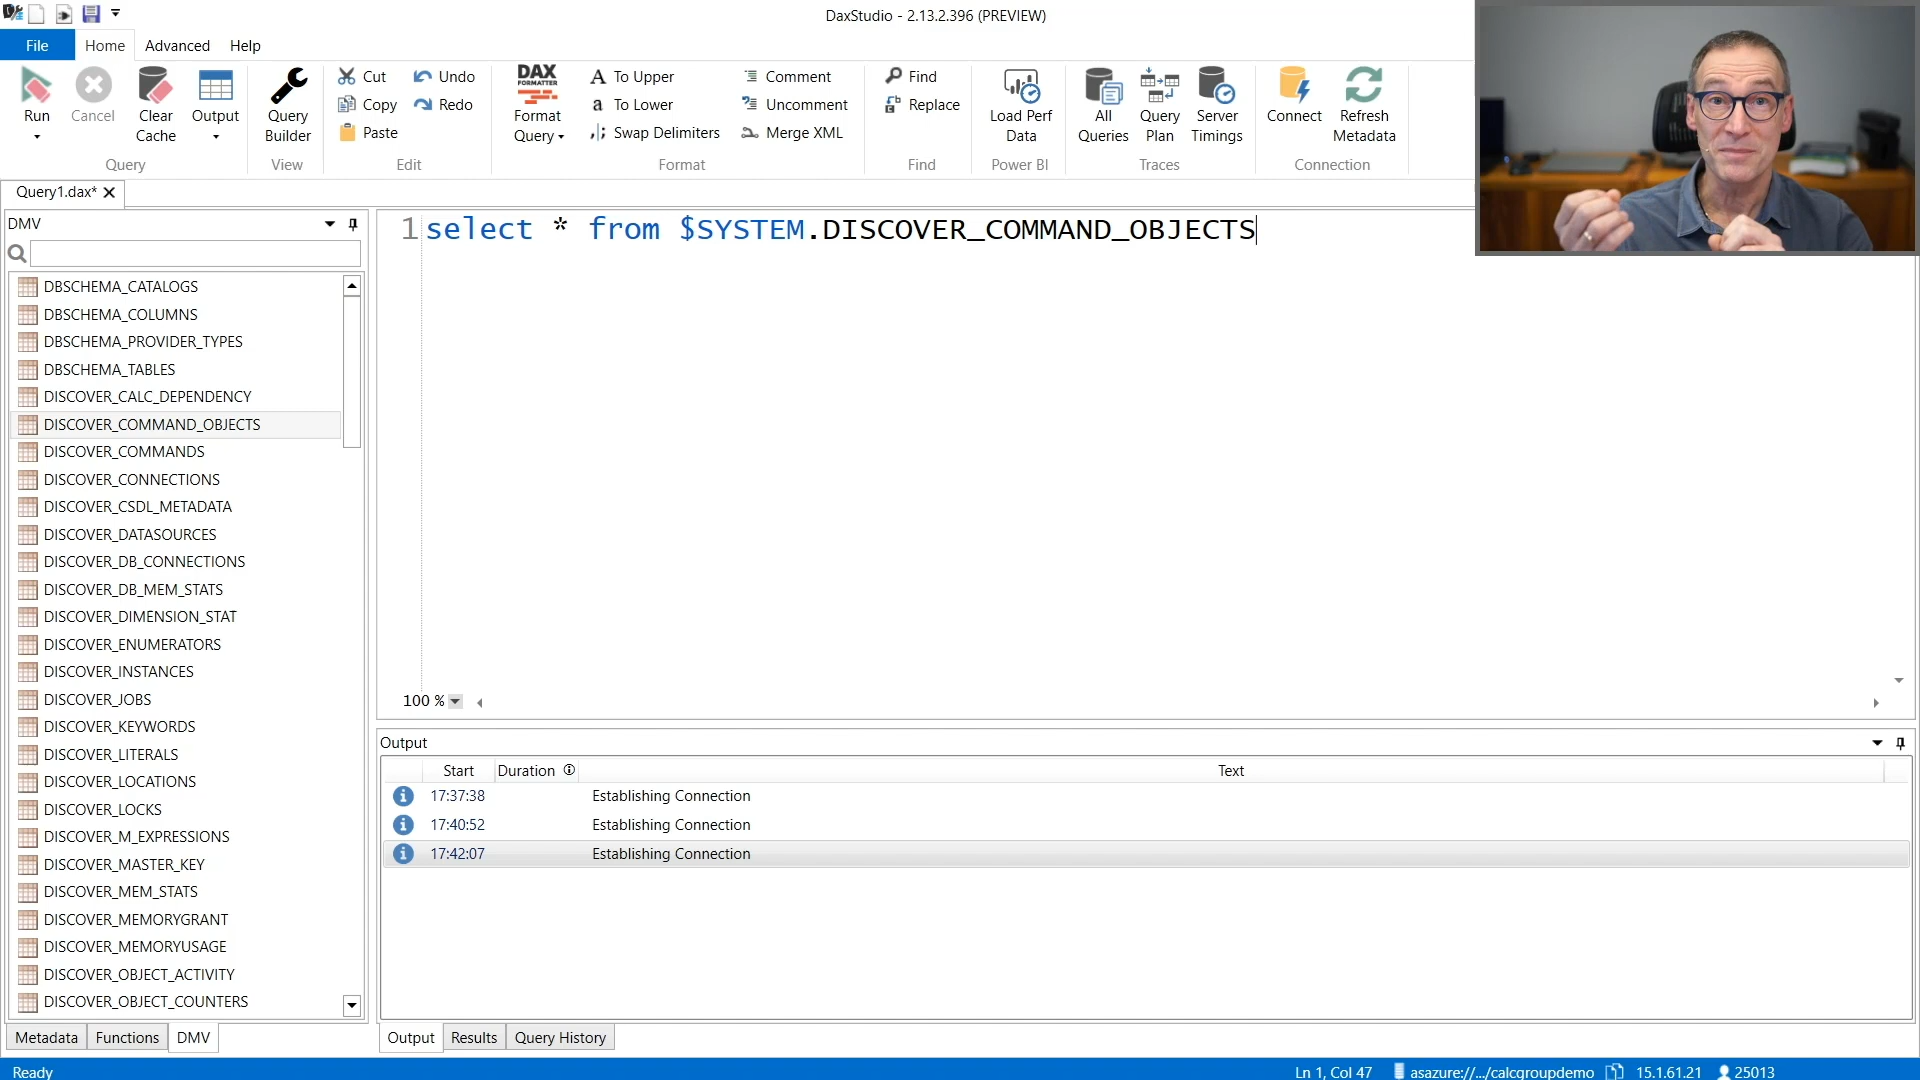 DaxStudio - 2.13.2.396 (PREVIEW)
File Home Advanced Help
Run
Cancel
Clear Cache
Output
Query
Query Builder
View
Cut
Copy
Paste
Undo
Redo
Edit
DAX FORMATTER
Format Query
To Upper
To Lower
Swap Delimiters
Comment
Uncomment
Merge XML
Format
Find
Replace
Find
Load Perf Data
Power BI
All Queries
Query Plan
Server Timings
Traces
Connect
Refresh Metadata
Connection
Query1.dax*
DMV
DBSCHEMA_CATALOGS
DBSCHEMA_COLUMNS
DBSCHEMA_PROVIDER_TYPES
DBSCHEMA_TABLES
DISCOVER_CALC_DEPENDENCY
DISCOVER_COMMAND_OBJECTS
DISCOVER_COMMANDS
DISCOVER_CONNECTIONS
DISCOVER_CSDL_METADATA
DISCOVER_DATASOURCES
DISCOVER_DB_CONNECTIONS
DISCOVER_DB_MEM_STATS
DISCOVER_DIMENSION_STAT
DISCOVER_ENUMERATORS
DISCOVER_INSTANCES
DISCOVER_JOBS
DISCOVER_KEYWORDS
DISCOVER_LITERALS
DISCOVER_LOCATIONS
DISCOVER_LOCKS
DISCOVER_M_EXPRESSIONS
DISCOVER_MASTER_KEY
DISCOVER_MEM_STATS
DISCOVER_MEMORYGRANT
DISCOVER_MEMORYUSAGE
DISCOVER_OBJECT_ACTIVITY
DISCOVER_OBJECT_COUNTERS
Metadata Functions DMV
1 select * from $SYSTEM.DISCOVER_COMMAND_OBJECTS
100 %
Output
Start Duration Text
17:37:38 Establishing Connection
17:40:52 Establishing Connection
17:42:07 Establishing Connection
Output Results Query History
Ready Ln 1, Col 47 asazure://.../calcgroupdemo 15.1.61.21 25013